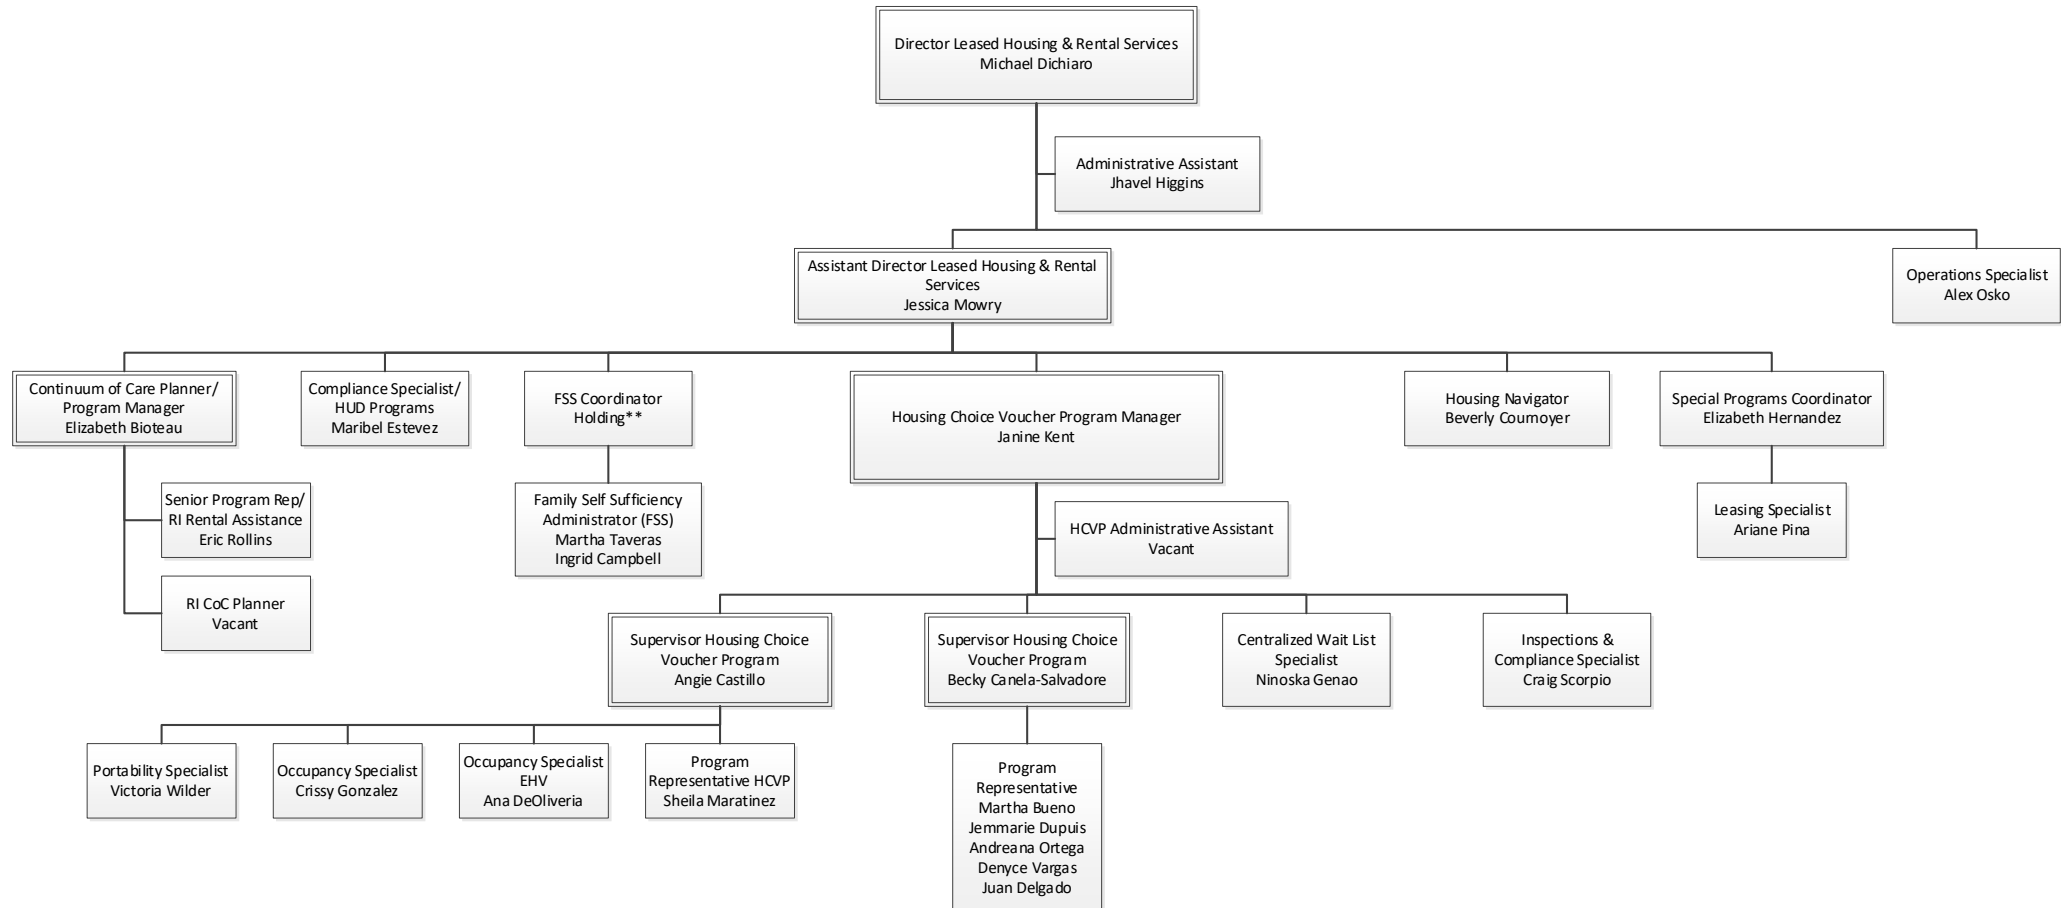 Director Leased Housing & Rental Services
Michael Dichiaro
Administrative Assistant
Jhavel Higgins
Assistant Director Leased Housing & Rental
Services
Jessica Mowry
Operations Specialist
Alex Osko
Continuum of Care Planner/
Program Manager
Elizabeth Bioteau
Compliance Specialist/
HUD Programs
Maribel Estevez
FSS Coordinator
Holding**
Housing Choice Voucher Program Manager
Janine Kent
Housing Navigator
Beverly Cournoyer
Special Programs Coordinator
Elizabeth Hernandez
Senior Program Rep/
RI Rental Assistance
Eric Rollins
Family Self Sufficiency
Administrator (FSS)
Martha Taveras
Ingrid Campbell
HCVP Administrative Assistant
Vacant
Leasing Specialist
Ariane Pina
RI CoC Planner
Vacant
Supervisor Housing Choice
Voucher Program
Angie Castillo
Supervisor Housing Choice
Voucher Program
Becky Canela-Salvadore
Centralized Wait List
Specialist
Ninoska Genao
Inspections &
Compliance Specialist
Craig Scorpio
Portability Specialist
Victoria Wilder
Occupancy Specialist
Crissy Gonzalez
Occupancy Specialist
EHV
Ana DeOliveria
Program
Representative HCVP
Sheila Maratinez
Program
Representative
Martha Bueno
Jemmarie Dupuis
Andreana Ortega
Denyce Vargas
Juan Delgado